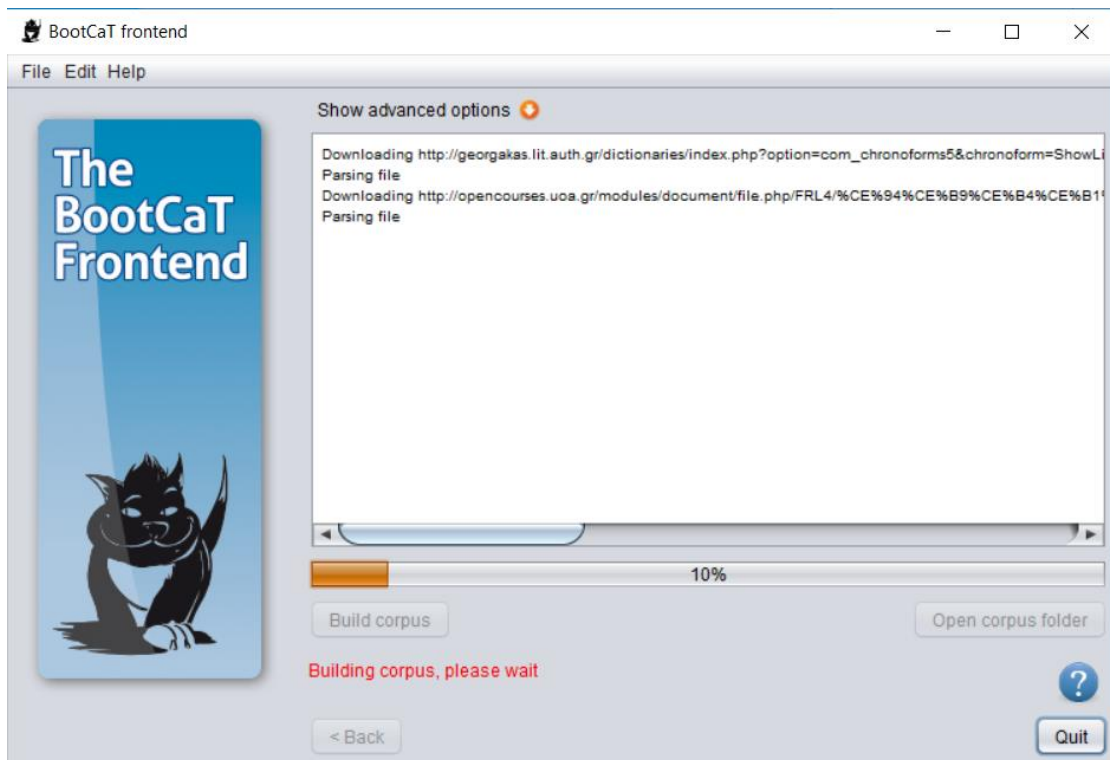 BootCaT frontend
File Edit Help
The
BootCaT
Frontend
Show advanced options
Downloading http://georgakas.lit.auth.gr/dictionaries/index.php?option=com_chronoforms5&chronoform=ShowLi
Parsing file
Downloading http://opencourses.uoa.gr/modules/document/file.php/FRL4/%CE%94%CE%B9%CE%B4%CE%B1%
Parsing file
10%
Build corpus
Open corpus folder
Building corpus, please wait
?
< Back
Quit